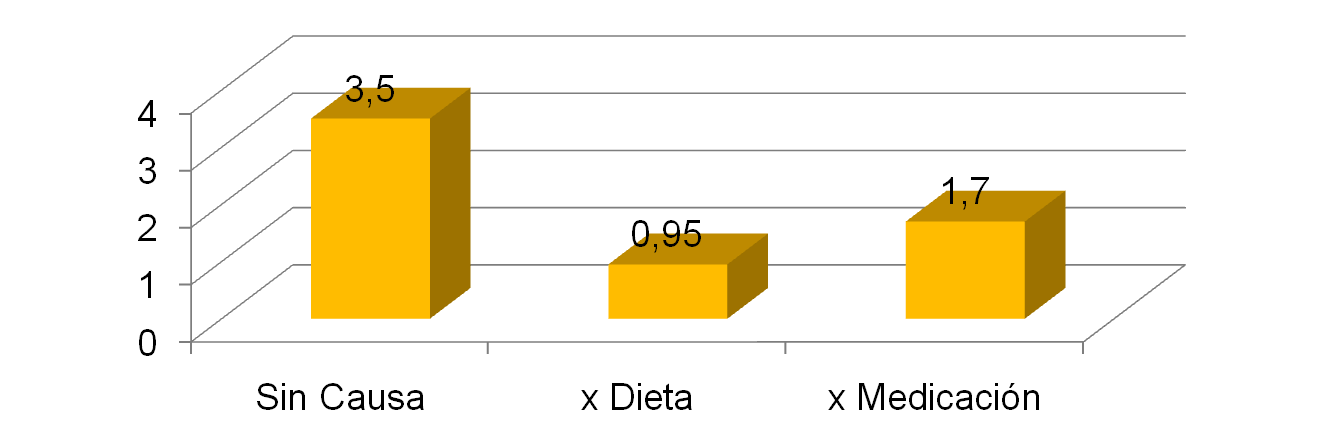 3,5
4
3
2
1
0
0,95
1,7
Sin Causa
x Dieta
x Medicación